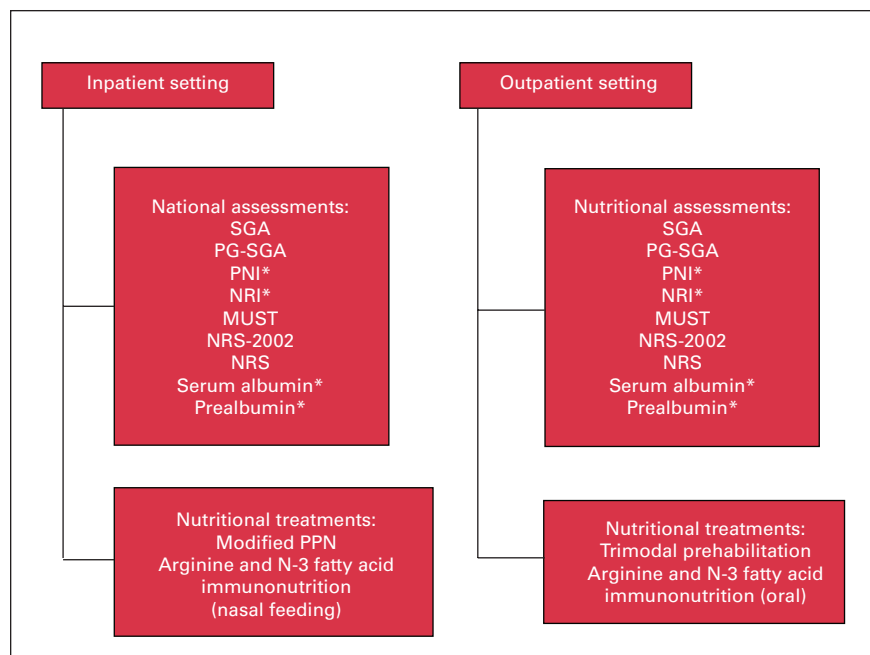 Inpatient setting
National assessments:
SGA
PG-SGA
PNI*
NRI*
MUST
NRS-2002
NRS
Serum albumin*
Prealbumin*
Nutritional treatments:
Modified PPN
Arginine and N-3 fatty acid
immunonutrition
(nasal feeding)
Outpatient setting
Nutritional assessments:
SGA
PG-SGA
PNI*
NRI*
MUST
NRS-2002
NRS
Serum albumin*
Prealbumin*
Nutritional treatments:
Trimodal prehabilitation
Arginine and N-3 fatty acid
immunonutrition (oral)